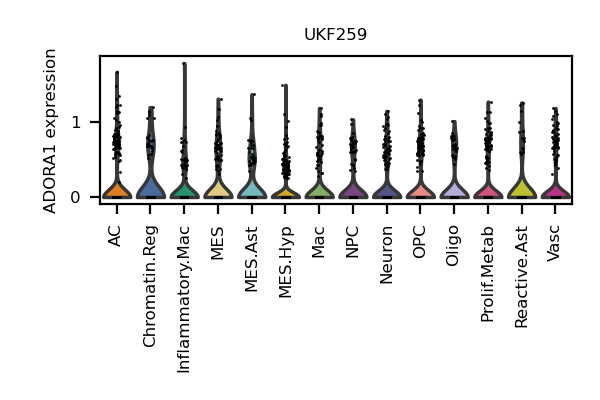 UKF259
ADORA1 expression
1
0
AC
Chromatin.Reg
Inflammatory.Mac
MES
MES.Ast
MES.Hyp
Mac
NPC
Neuron
OPC
Oligo
Prolif.Metab
Reactive.Ast
Vasc